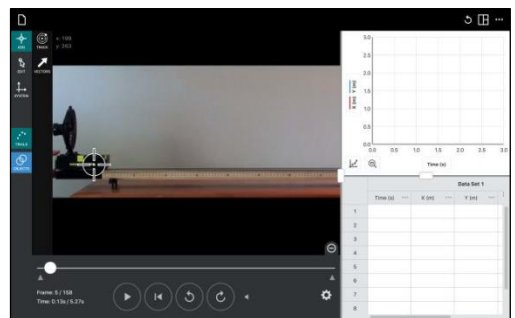 x: 188
y: 263
ADD
TRACK
EDIT
VECTORS
SYSTEM
TRAILS
OBJECTS
Frame: 5 / 158
Time: 0.13s / 5.27s
X (m) Y (m)
3.0
2.5
2.0
1.5
1.0
0.5
0.0
0.0 0.5 1.0 1.5 2.0 2.5 3.0
Time (s)
Data Set 1
Time (s) ··· X (m) ··· Y (m) ···
1
2
3
4
5
6
7
8